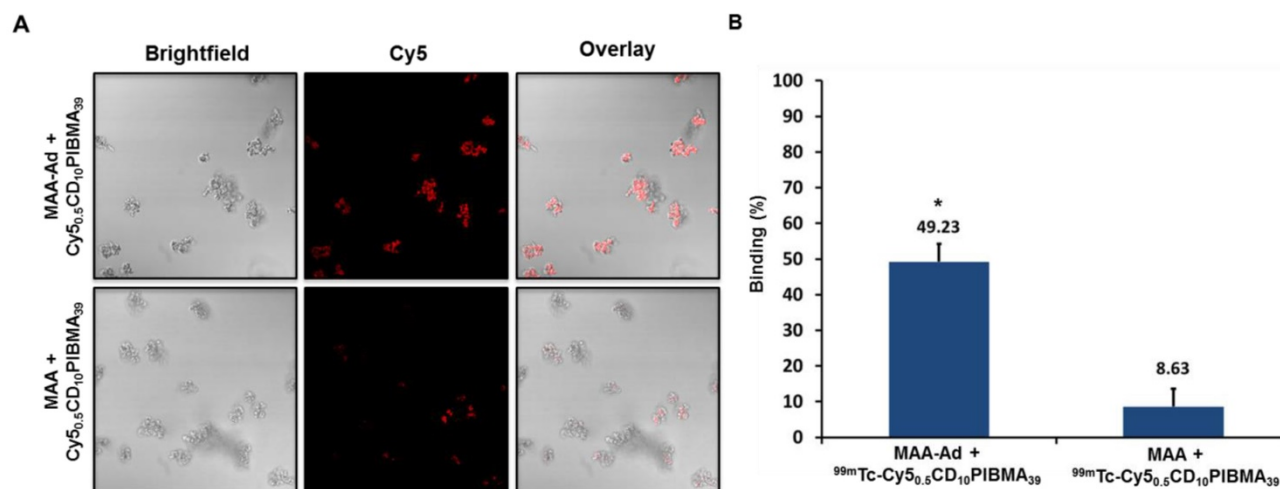 A
Brightfield
Cy5
Overlay
MAA-Ad +
Cy5₀.₅CD₁₀PIBMA₃₉
MAA +
Cy5₀.₅CD₁₀PIBMA₃₉
B
Binding (%)
100
90
80
70
60
50
40
30
20
10
0
*
49.23
8.63
MAA-Ad +
⁹⁹ᵐTc-Cy5₀.₅CD₁₀PIBMA₃₉
MAA +
⁹⁹ᵐTc-Cy5₀.₅CD₁₀PIBMA₃₉